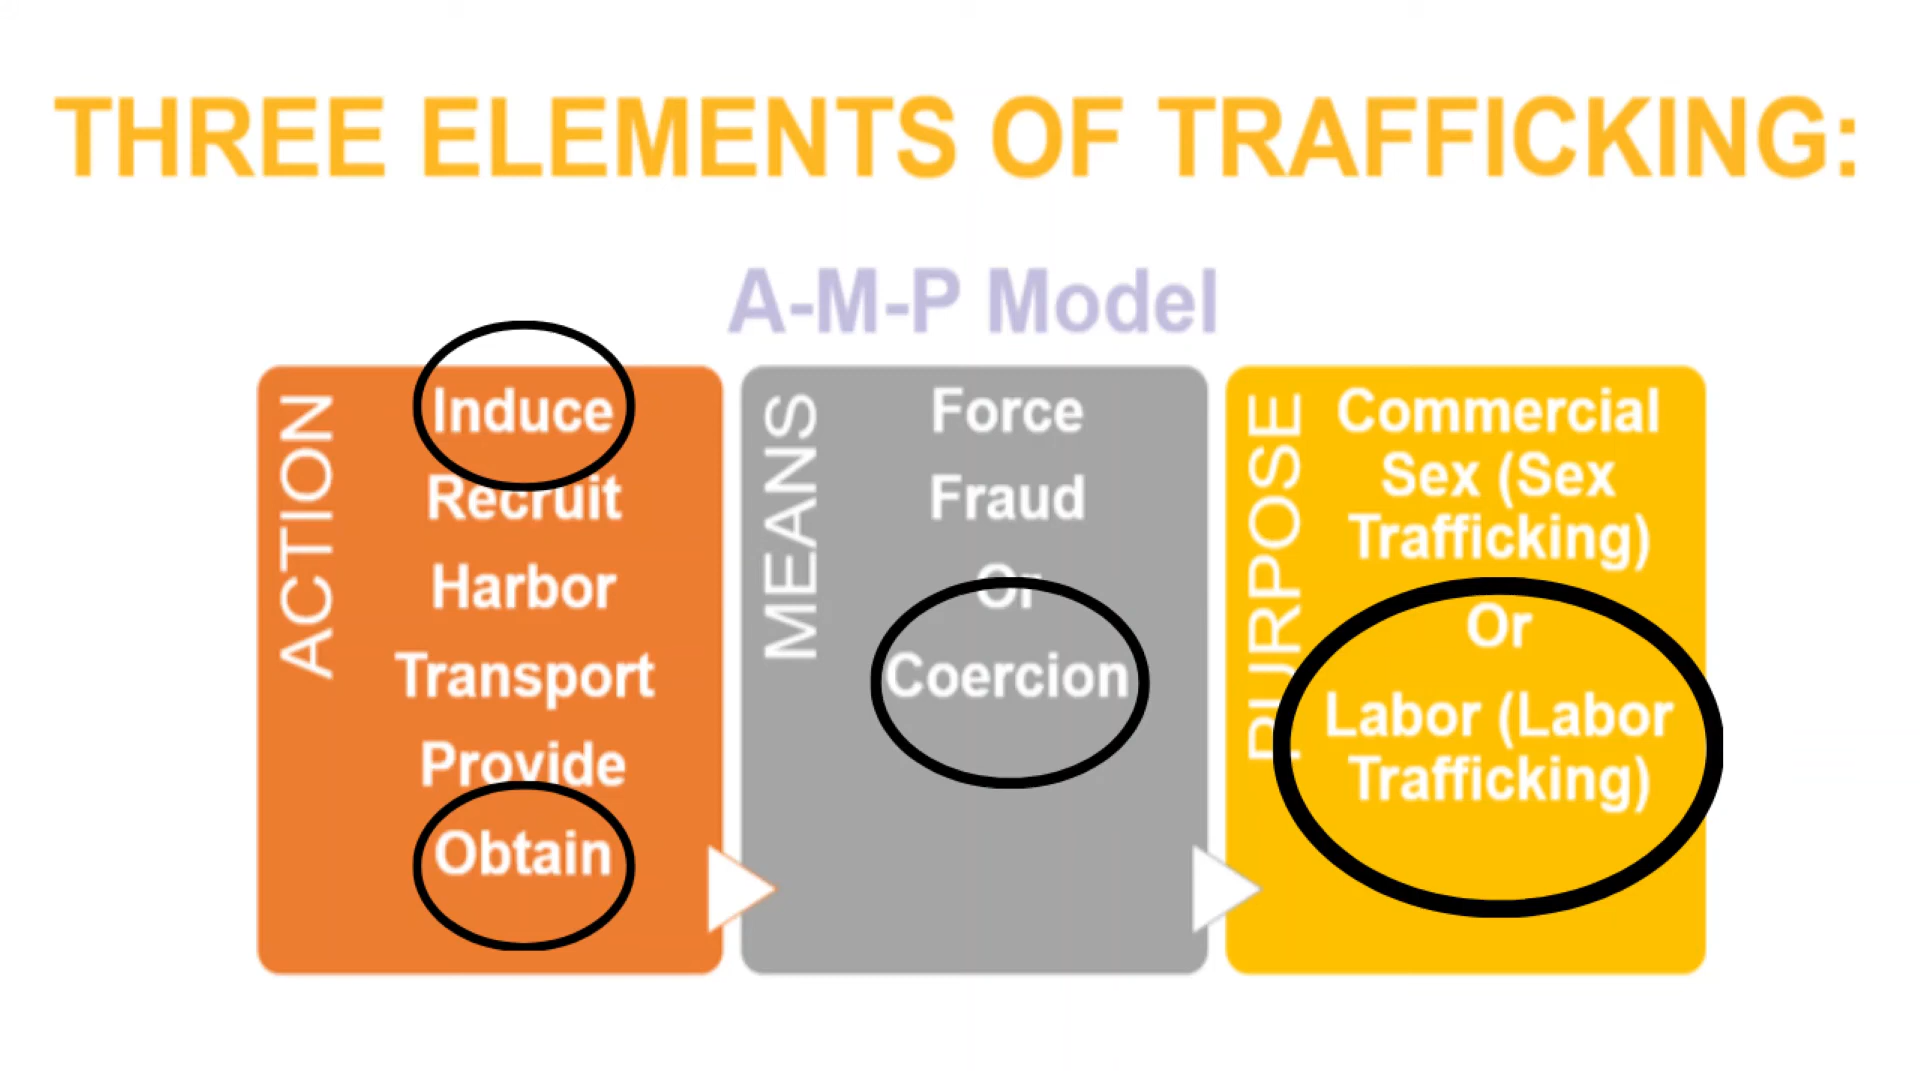 THREE ELEMENTS OF TRAFFICKING:
A-M-P Model
ACTION
Induce
Recruit
Harbor
Transport
Provide
Obtain
MEANS
Force
Fraud
Or
Coercion
PURPOSE
Commercial
Sex (Sex
Trafficking)
Or
Labor (Labor
Trafficking)